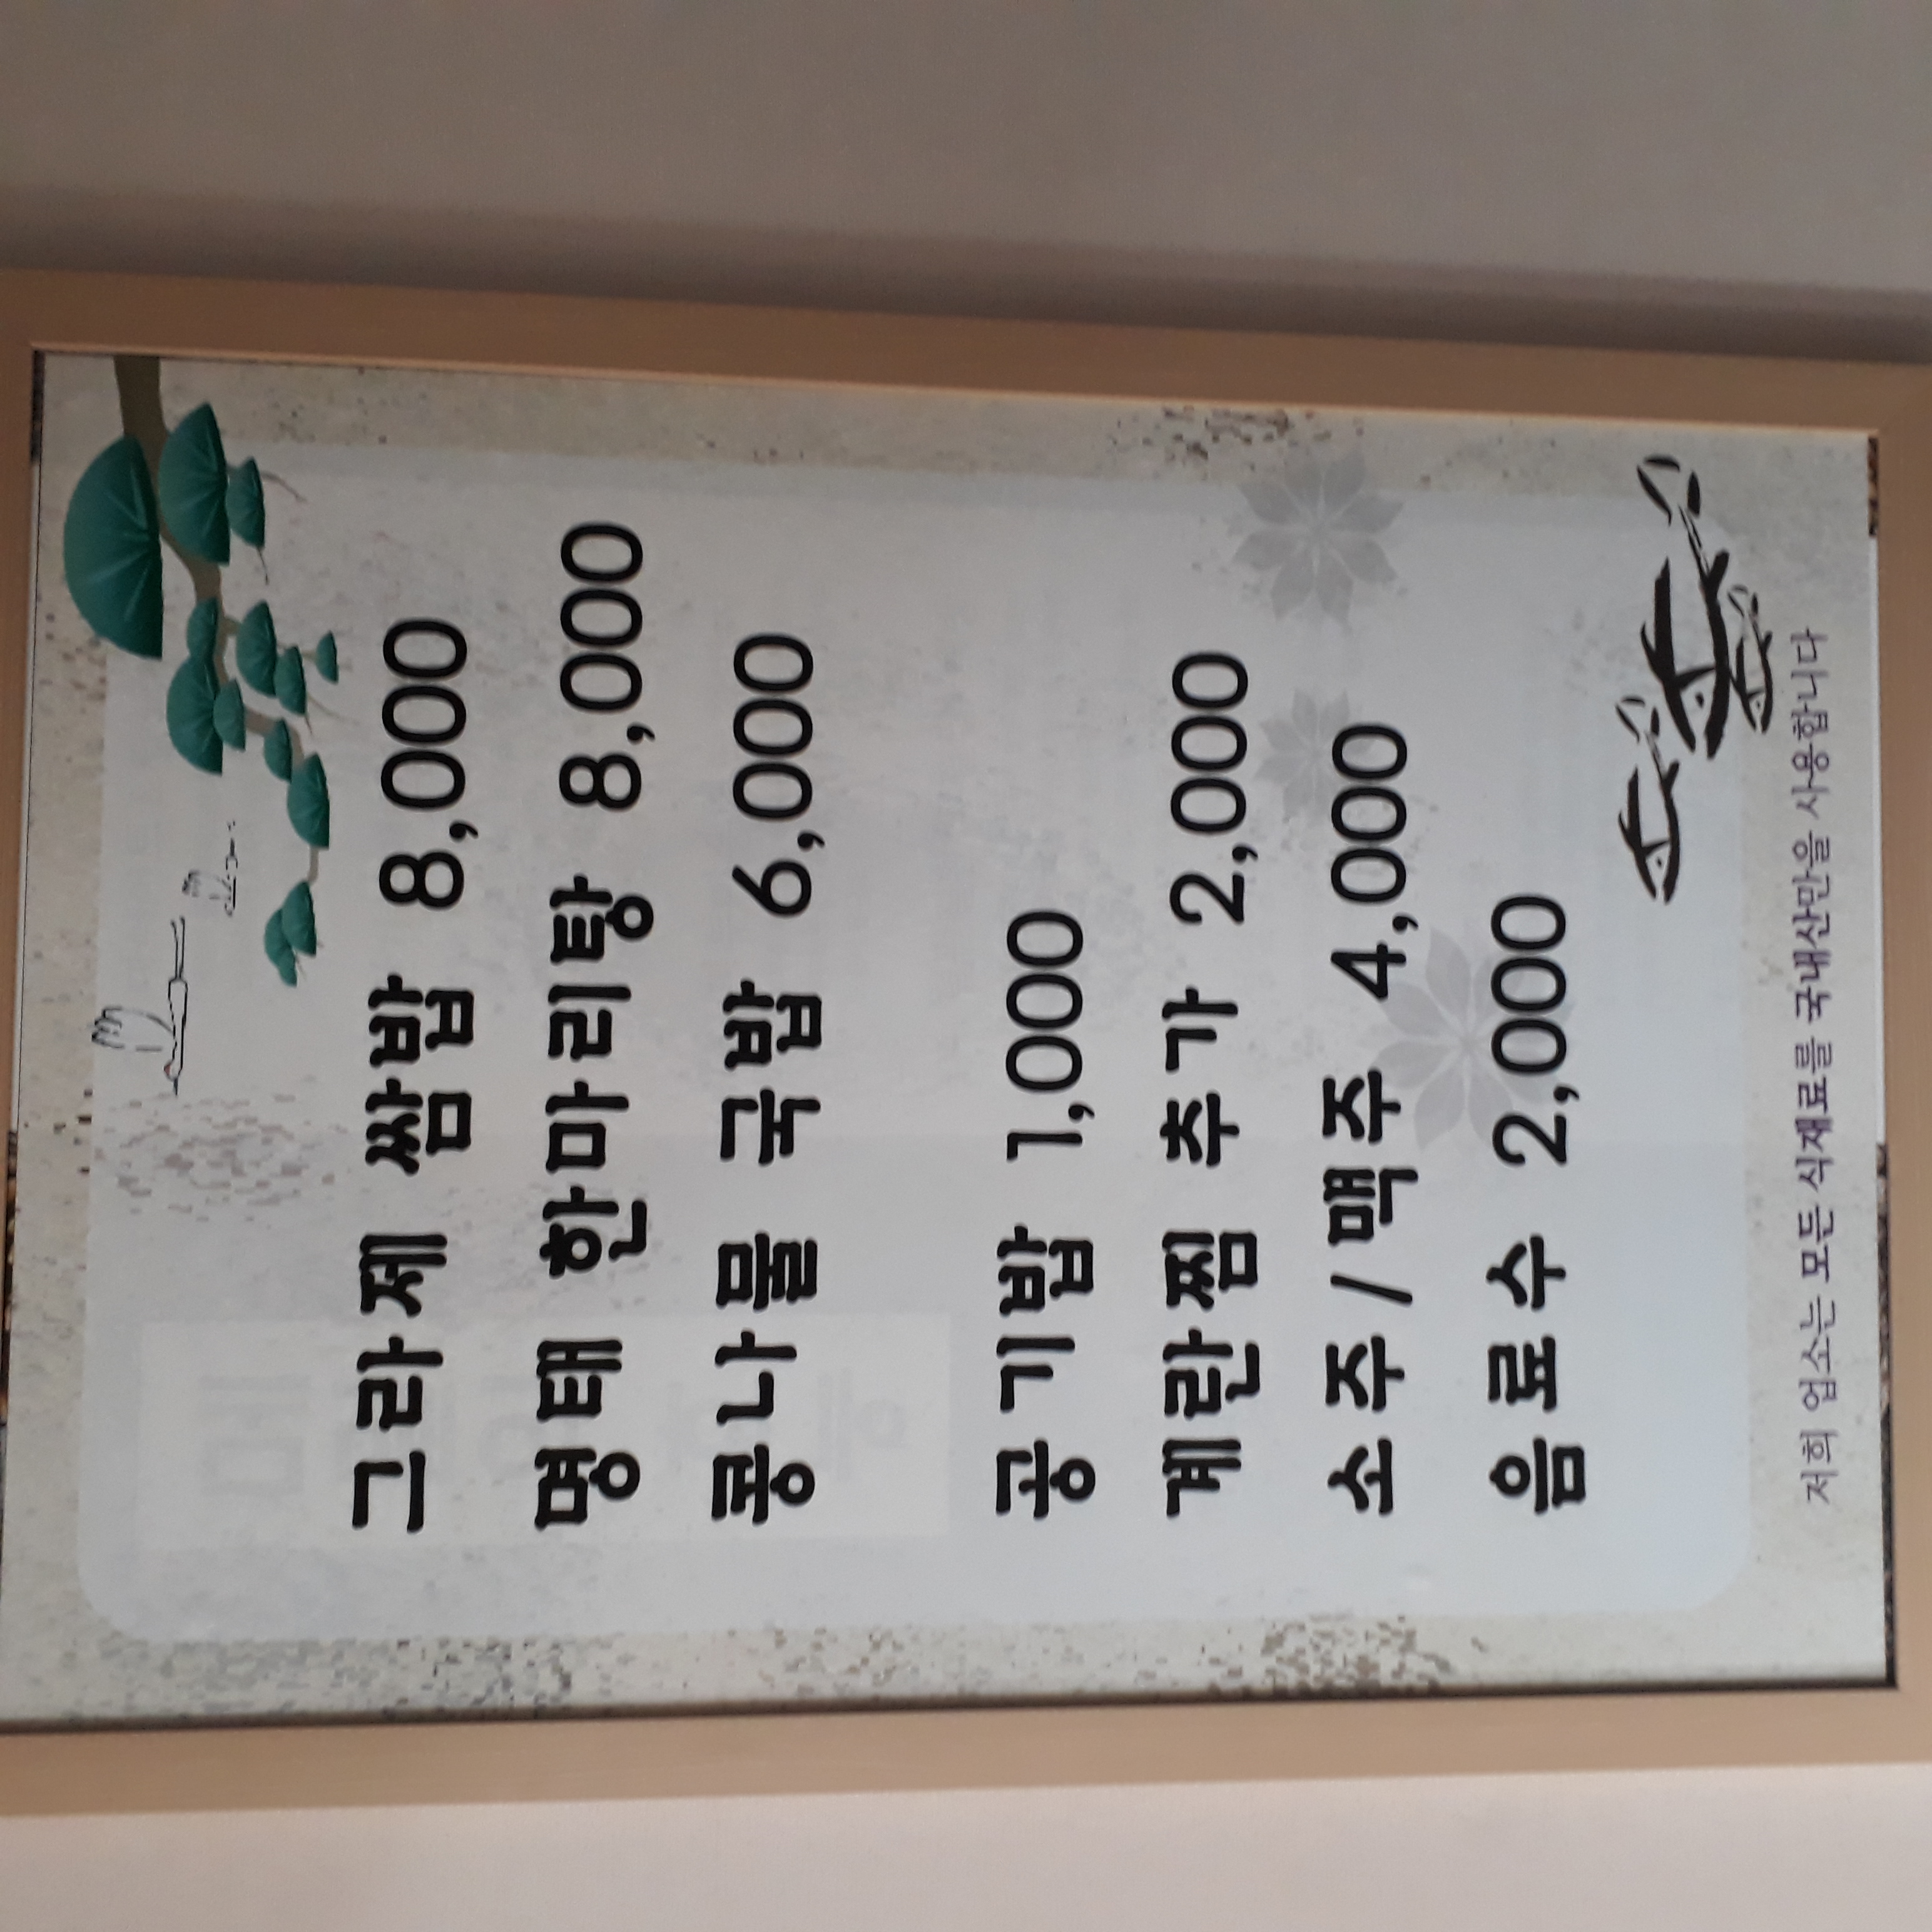 그라제 쌈밥 8,000
명태 한마리탕 8,000
콩나물 국밥 6,000
공기밥 1,000
계란찜 추가 2,000
소주/맥주 4,000
음료수 2,000
저희 업소는 모든 식재료를 국내산만을 사용합니다